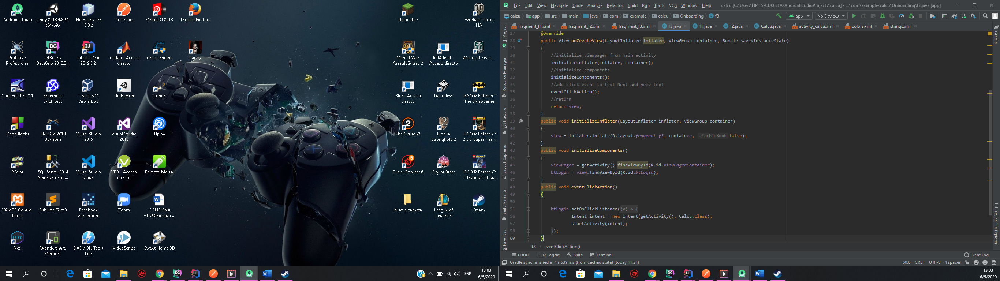 Android Studio
Unity 2018.4.20f1 (64-bit)
NetBeans IDE 8.0.2
Postman
VirtualDJ 2018
Mozilla Firefox
TLauncher
World of Tanks NA
Proteus 8 Professional
JetBrains DataGrip 2018.3...
IntelliJ IDEA 2019.3.2
matlab - Acceso directo
Cheat Engine
Pacify
Men of War Assault Squad 2
left4dead - Acceso directo
World_of_Wars...
Cool Edit Pro 2.1
Enterprise Architect
Oracle VM VirtualBox
Unity Hub
Songr
SONY
Blur - Acceso directo
Dauntless
LEGO® Batman™ The Videogame
CodeBlocks
FlexSim 2018 Update 2
Visual Studio 2019
Visual Studio 2015
Uplay
TheDivision2
Jugar a Stronghold 2
LEGO® Batman™ 2 DC Super Her...
PSeInt
SQL Server 2014 Management ...
Visual Studio Code
VBB - Acceso directo
Remote Mouse
Driver Booster 6
City of Brass
LEGO® Batman™ 3 Beyond Gotha...
XAMPP Control Panel
Sublime Text 3
Facebook Gameroom
Zoom
CONSIGNA HITO3 Ricardo ...
Nueva carpeta
League of Legends
Steam
Nox
Wondershare MirrorGo
DAEMON Tools Lite
VideoScribe
Sweet Home 3D
ESP
13:03
6/5/2020
File Edit View Navigate Code Analyze Refactor Build Run Tools VCS Window Help calcu [C:\Users\HP 15-CD005LA\AndroidStudioProjects\calcu] - ...\com\example\calcu\Onboarding\f3.java [app]
calcu app src main java com example calcu Onboarding f3 app No Devices
fragment_f1.xml fragment_f2.xml fragment_f3.xml f3.java f1.java f2.java Calcu.java activity_calcu.xml colors.xml strings.xml
1: Project
Resource Manager
7: Structure
Layout Captures
Build Variants
2: Favorites
27 @Override
28 public View onCreateView(LayoutInflater inflater, ViewGroup container, Bundle savedInstanceState)
29 {
30 //initialize viewpager from main activity
31 initializeInflater(inflater, container);
32 //initialize components
33 initializeComponents();
34 //add click event to text Next and prev text
35 eventClickAction();
36 //return
37 return view;
38 }
39 @ public void initializeInflater(LayoutInflater inflater, ViewGroup container)
40 {
41 view = inflater.inflate(R.layout.fragment_f3, container, attachToRoot: false);
42 }
43 public void initializeComponents()
44 {
45 viewPager = getActivity().findViewById(R.id.viewPagerContainer);
46 btLogin = view.findViewById(R.id.btLogin);
47 }
48 public void eventClickAction()
49 {
50
51 btLogin.setOnClickListener((v) → {
56 Intent intent = new Intent(getActivity(), Calcu.class);
57 startActivity(intent);
58 });
60 }
f3 › eventClickAction()
Gradle
Device File Explorer
TODO 6: Logcat Build Terminal Event Log
Gradle sync finished in 4 s 539 ms (from cached state) (today 11:21) 60:6 CRLF UTF-8 4 spaces
13:03
6/5/2020